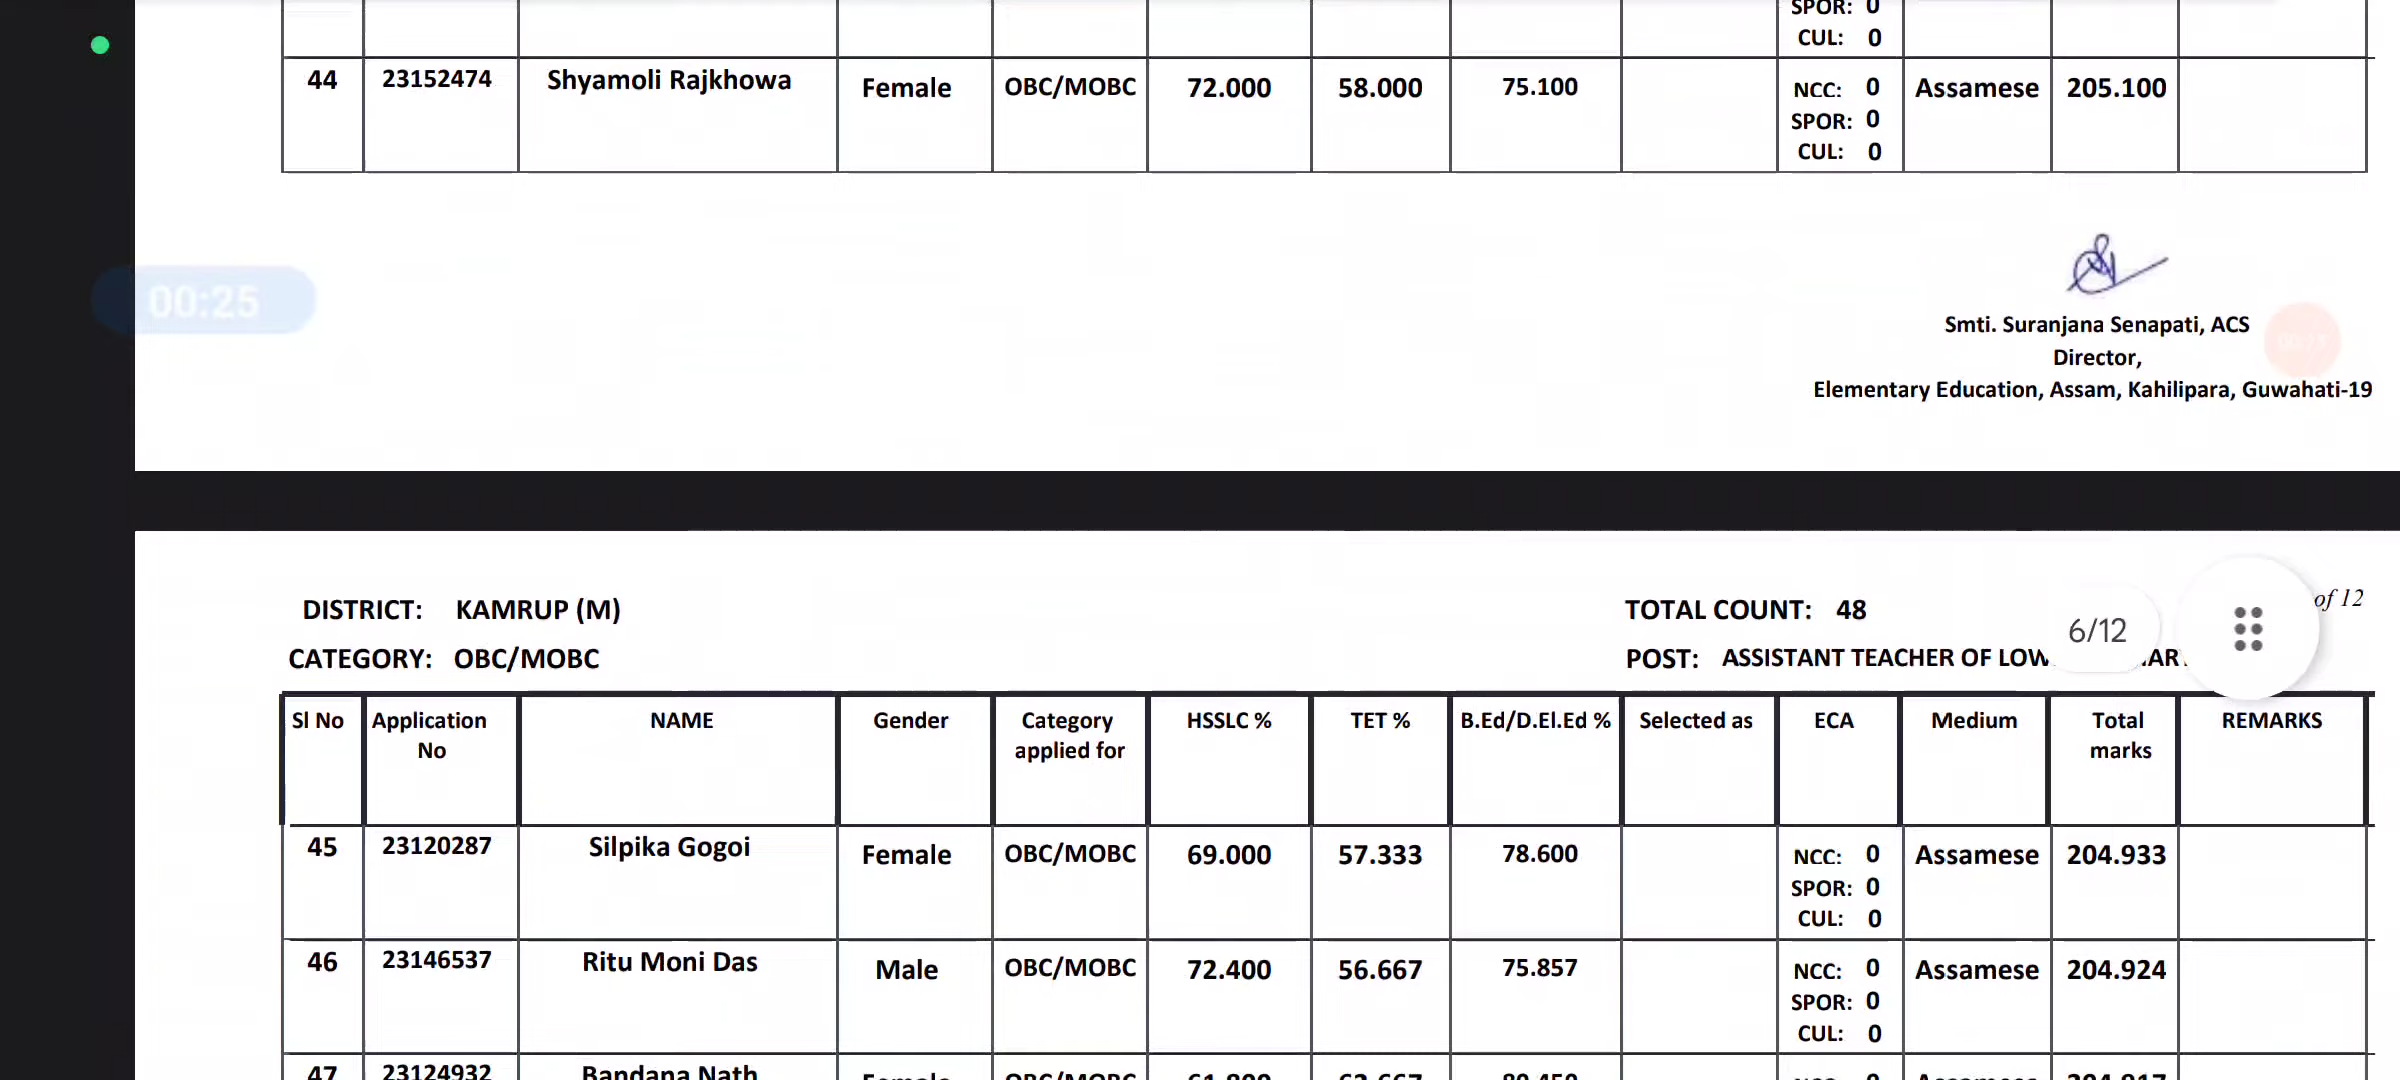 SPOR: 0
CUL: 0
44 23152474 Shyamoli Rajkhowa Female OBC/MOBC 72.000 58.000 75.100 NCC: 0 Assamese 205.100
SPOR: 0
CUL: 0
00:25
Smti. Suranjana Senapati, ACS
Director,
Elementary Education, Assam, Kahilipara, Guwahati-19
of 12
DISTRICT: KAMRUP (M) TOTAL COUNT: 48
6/12
CATEGORY: OBC/MOBC POST: ASSISTANT TEACHER OF
Sl No Application NAME Gender Category HSSLC % TET % B.Ed/D.El.Ed % Selected as ECA Medium Total REMARKS
No applied for marks
45 23120287 Silpika Gogoi Female OBC/MOBC 69.000 57.333 78.600 NCC: 0 Assamese 204.933
SPOR: 0
CUL: 0
46 23146537 Ritu Moni Das Male OBC/MOBC 72.400 56.667 75.857 NCC: 0 Assamese 204.924
SPOR: 0
CUL: 0
47 23124932 Bandana Nath Female OBC/MOBC